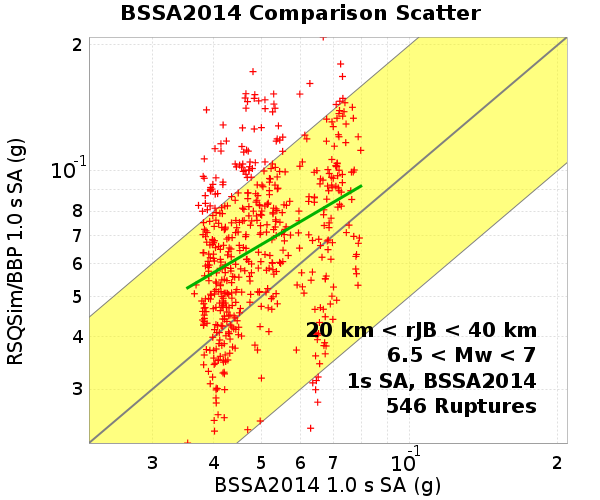 BSSA2014 Comparison Scatter
RSQSim/BBP 1.0 s SA (g)
2
10⁻¹
8
7
6
5
4
3
20 km < rJB < 40 km
6.5 < Mw < 7
1s SA, BSSA2014
546 Ruptures
3 4 5 6 7 10⁻¹ 2
BSSA2014 1.0 s SA (g)